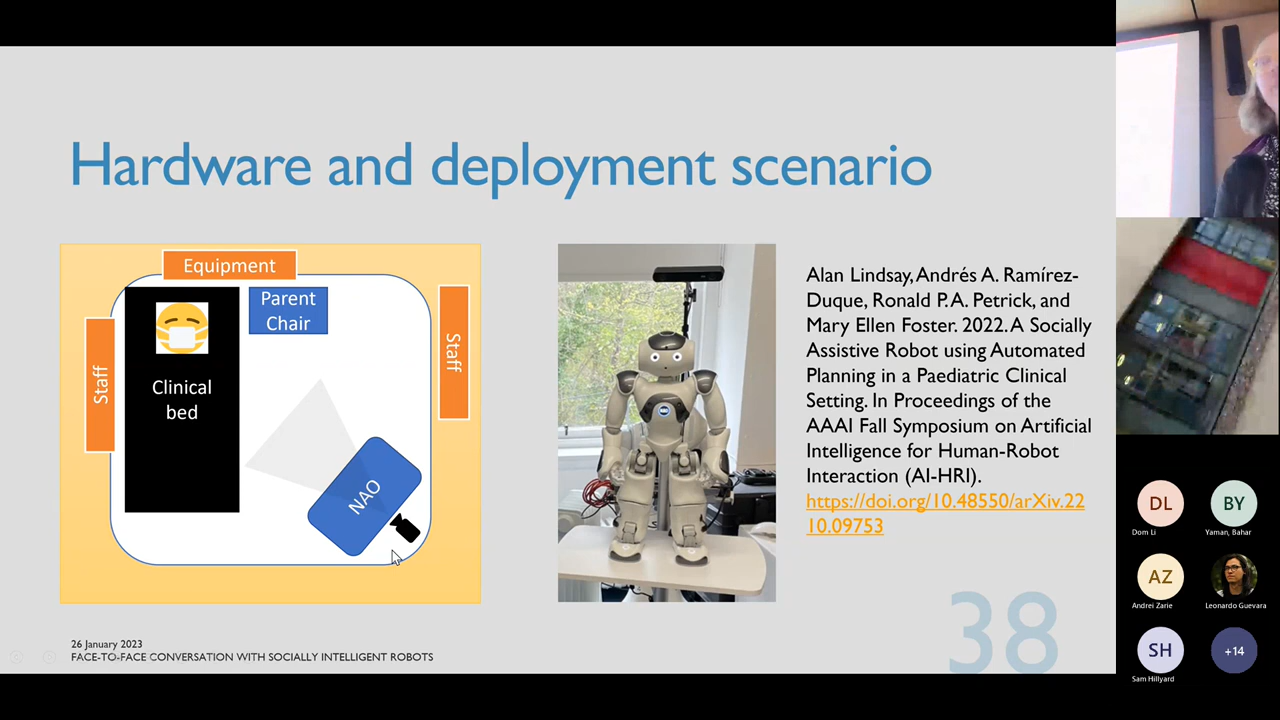 Hardware and deployment scenario
Equipment
Parent
Chair
Staff
Staff
Clinical
bed
NAO
Alan Lindsay, Andrés A. Ramírez-
Duque, Ronald P.A. Petrick, and
Mary Ellen Foster. 2022. A Socially
Assistive Robot using Automated
Planning in a Paediatric Clinical
Setting. In Proceedings of the
AAAI Fall Symposium on Artificial
Intelligence for Human-Robot
Interaction (AI-HRI).
https://doi.org/10.48550/arXiv.22
10.09753
38
26 January 2023
FACE-TO-FACE CONVERSATION WITH SOCIALLY INTELLIGENT ROBOTS
DL
BY
Dom Li
Yaman, Bahar
AZ
Andrei Zarie
Leonardo Guevara
SH
+14
Sam Hillyard